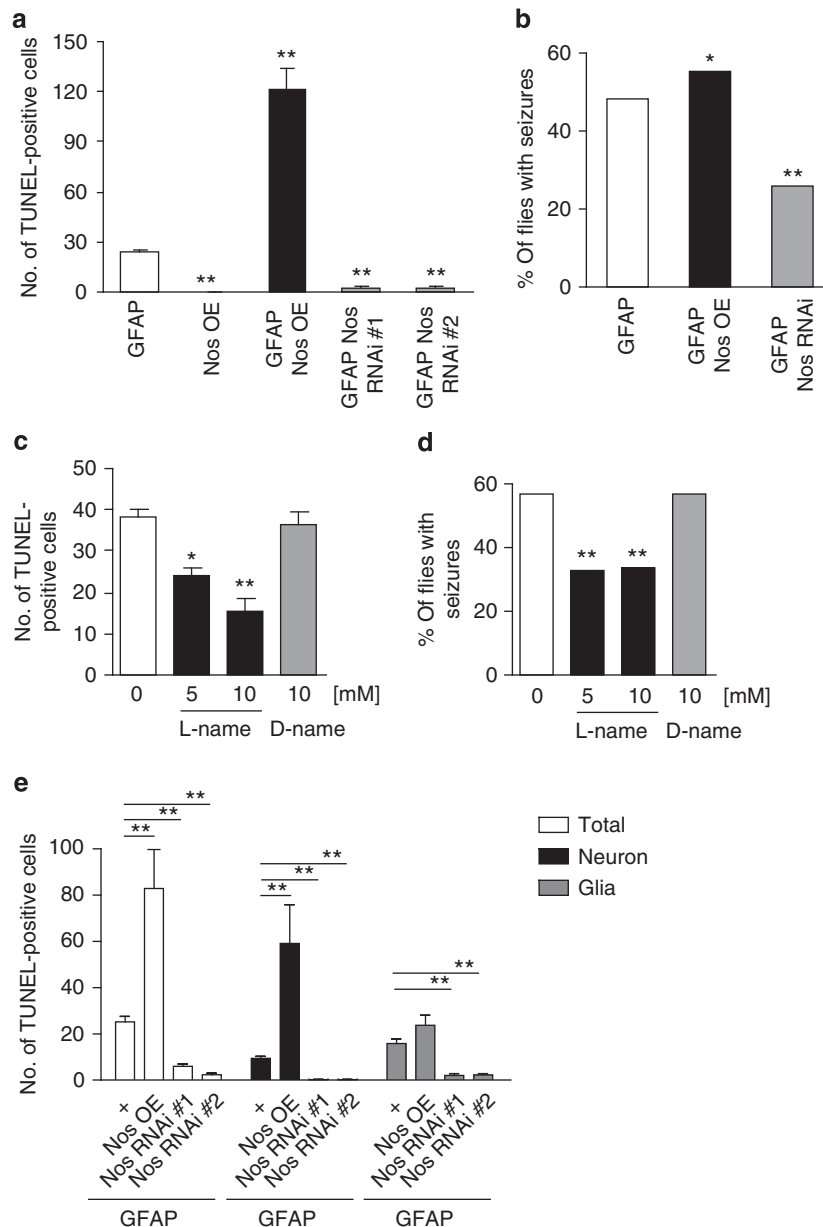 a
No. of TUNEL-positive cells
150
120
90
60
30
0
**
**
**
**
GFAP
Nos OE
GFAP
Nos OE
GFAP Nos
RNAi #1
GFAP Nos
RNAi #2
b
% Of flies with seizures
60
40
20
0
*
**
GFAP
GFAP
Nos OE
GFAP
Nos RNAi
c
No. of TUNEL-
positive cells
50
40
30
20
10
0
*
**
0 5 10 10 [mM]
L-name D-name
d
% Of flies with
seizures
60
40
20
0
** **
0 5 10 10 [mM]
L-name D-name
e
No. of TUNEL-positive cells
100
80
60
40
20
0
**
**
**
**
**
**
**
**
Total
Neuron
Glia
+
Nos OE
Nos RNAi #1
Nos RNAi #2
+
Nos OE
Nos RNAi #1
Nos RNAi #2
+
Nos OE
Nos RNAi #1
Nos RNAi #2
GFAP GFAP GFAP